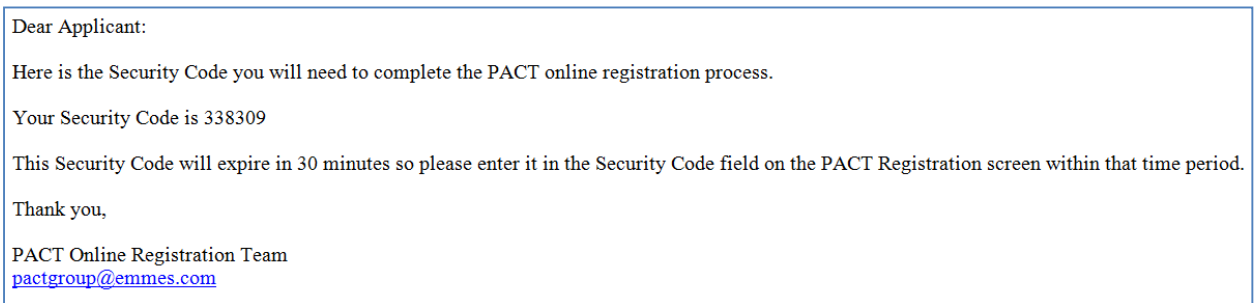 Dear Applicant:
Here is the Security Code you will need to complete the PACT online registration process.
Your Security Code is 338309
This Security Code will expire in 30 minutes so please enter it in the Security Code field on the PACT Registration screen within that time period.
Thank you,
PACT Online Registration Team
pactgroup@emmes.com